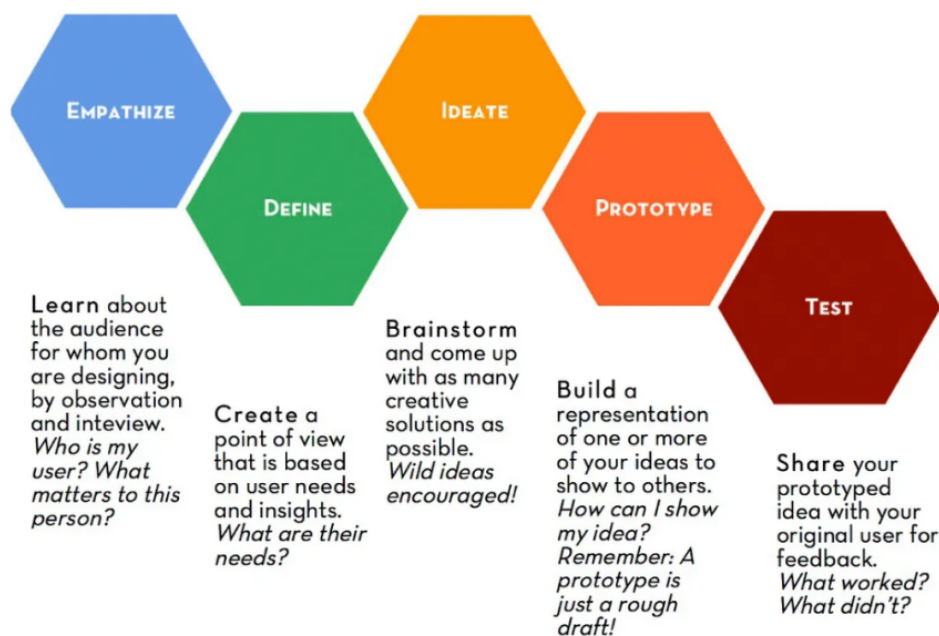 EMPATHIZE
DEFINE
IDEATE
PROTOTYPE
TEST
Learn about
the audience
for whom you
are designing,
by observation
and inteview.
Who is my
user? What
matters to this
person?
Create a
point of view
that is based
on user needs
and insights.
What are their
needs?
Brainstorm
and come up
with as many
creative
solutions as
possible.
Wild ideas
encouraged!
Build a
representation
of one or more
of your ideas to
show to others.
How can I show
my idea?
Remember: A
prototype is
just a rough
draft!
Share your
prototyped
idea with your
original user for
feedback.
What worked?
What didn't?